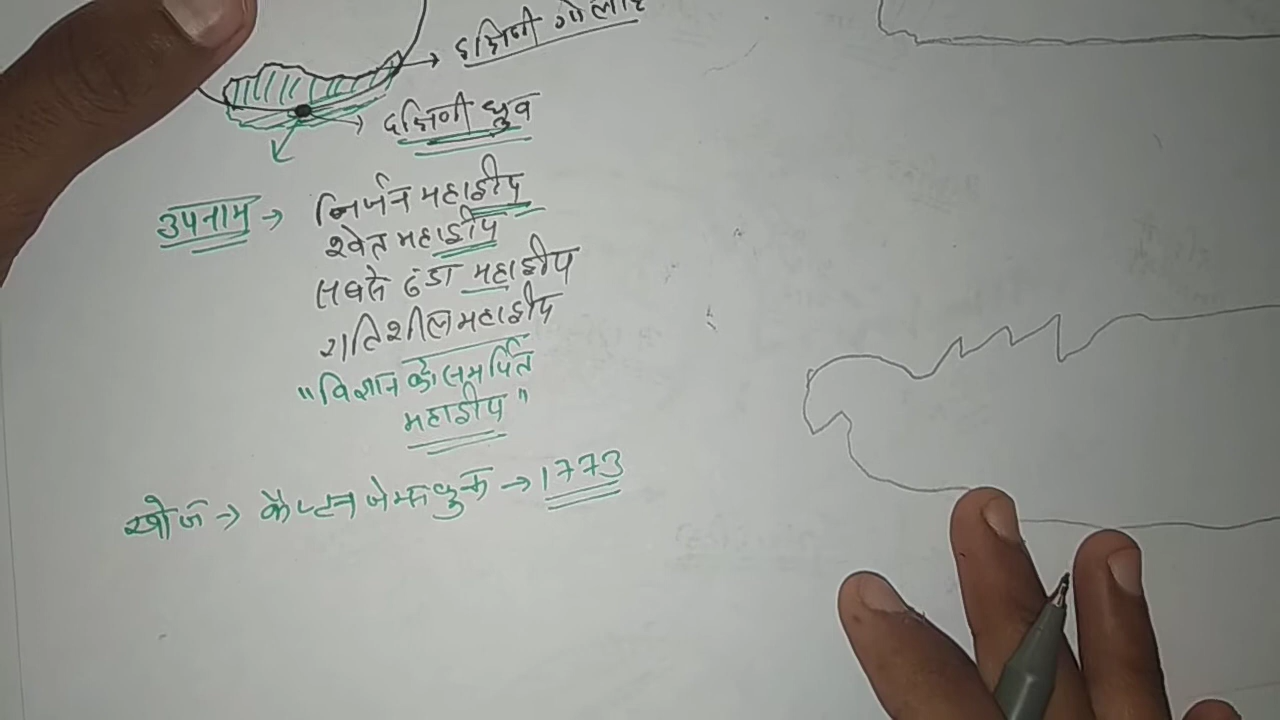 दक्षिणी गोलार्
दक्षिणी ध्रुव
उपनाम → निर्जन महाद्वीप
श्वेत महाद्वीप
सबसे ठंडा महाद्वीप
गतिशील महाद्वीप
"विज्ञान को समर्पित
महाद्वीप"
खोज → कैप्टन जेम्स कुक → 1773